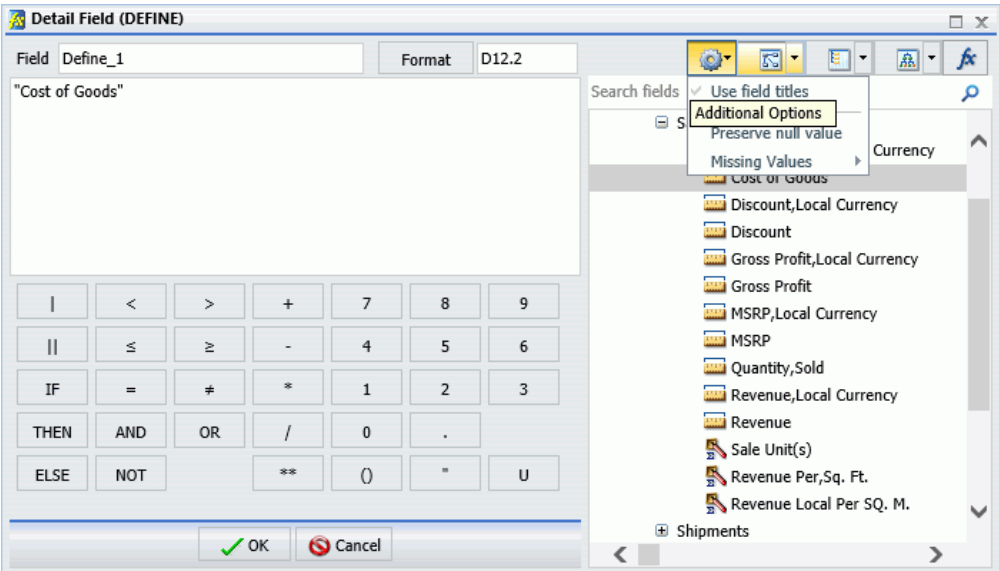 Detail Field (DEFINE)
Field Define_1 Format D12.2
"Cost of Goods"
Search fields
Use field titles
Additional Options
Preserve null value
Missing Values
S
Currency
Cost of Goods
Discount,Local Currency
Discount
Gross Profit,Local Currency
Gross Profit
MSRP,Local Currency
MSRP
Quantity,Sold
Revenue,Local Currency
Revenue
Sale Unit(s)
Revenue Per,Sq. Ft.
Revenue Local Per SQ. M.
Shipments
| < > + 7 8 9
|| ≤ ≥ - 4 5 6
IF = ≠ * 1 2 3
THEN AND OR / 0 .
ELSE NOT ** () " U
OK Cancel
fx